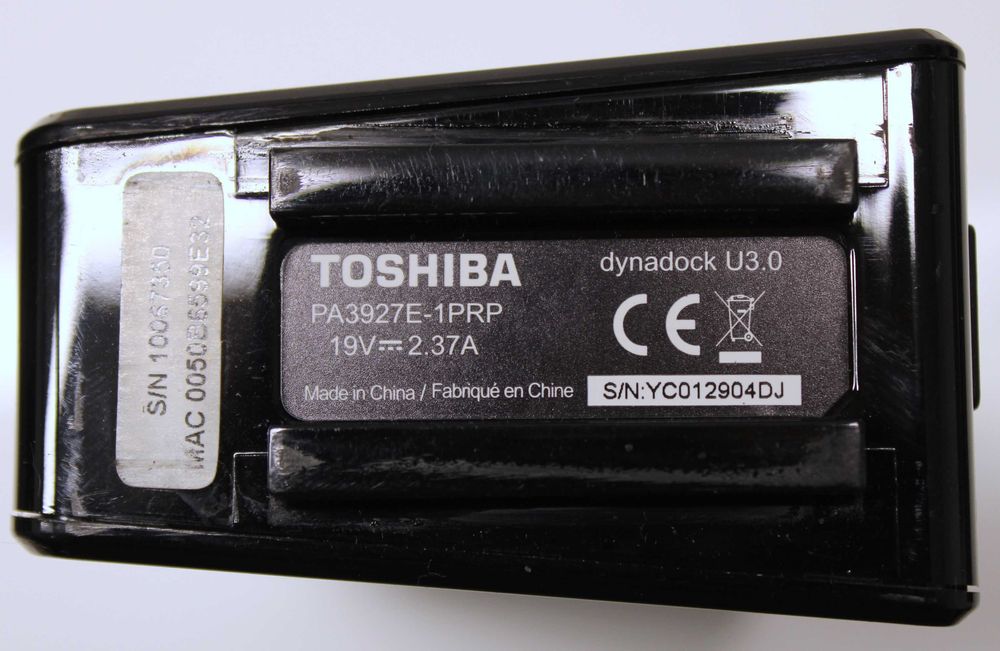 TOSHIBA
dynadock U3.0
PA3927E-1PRP
19V⎓2.37A
CE
Made in China / Fabriqué en Chine
S/N:YC012904DJ
S/N 10067360
MAC 0050B6599E32